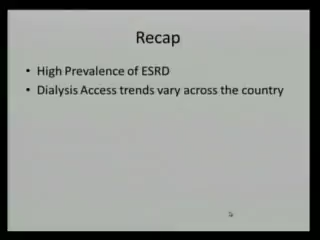 Recap
• High Prevalence of ESRD
• Dialysis Access trends vary across the country